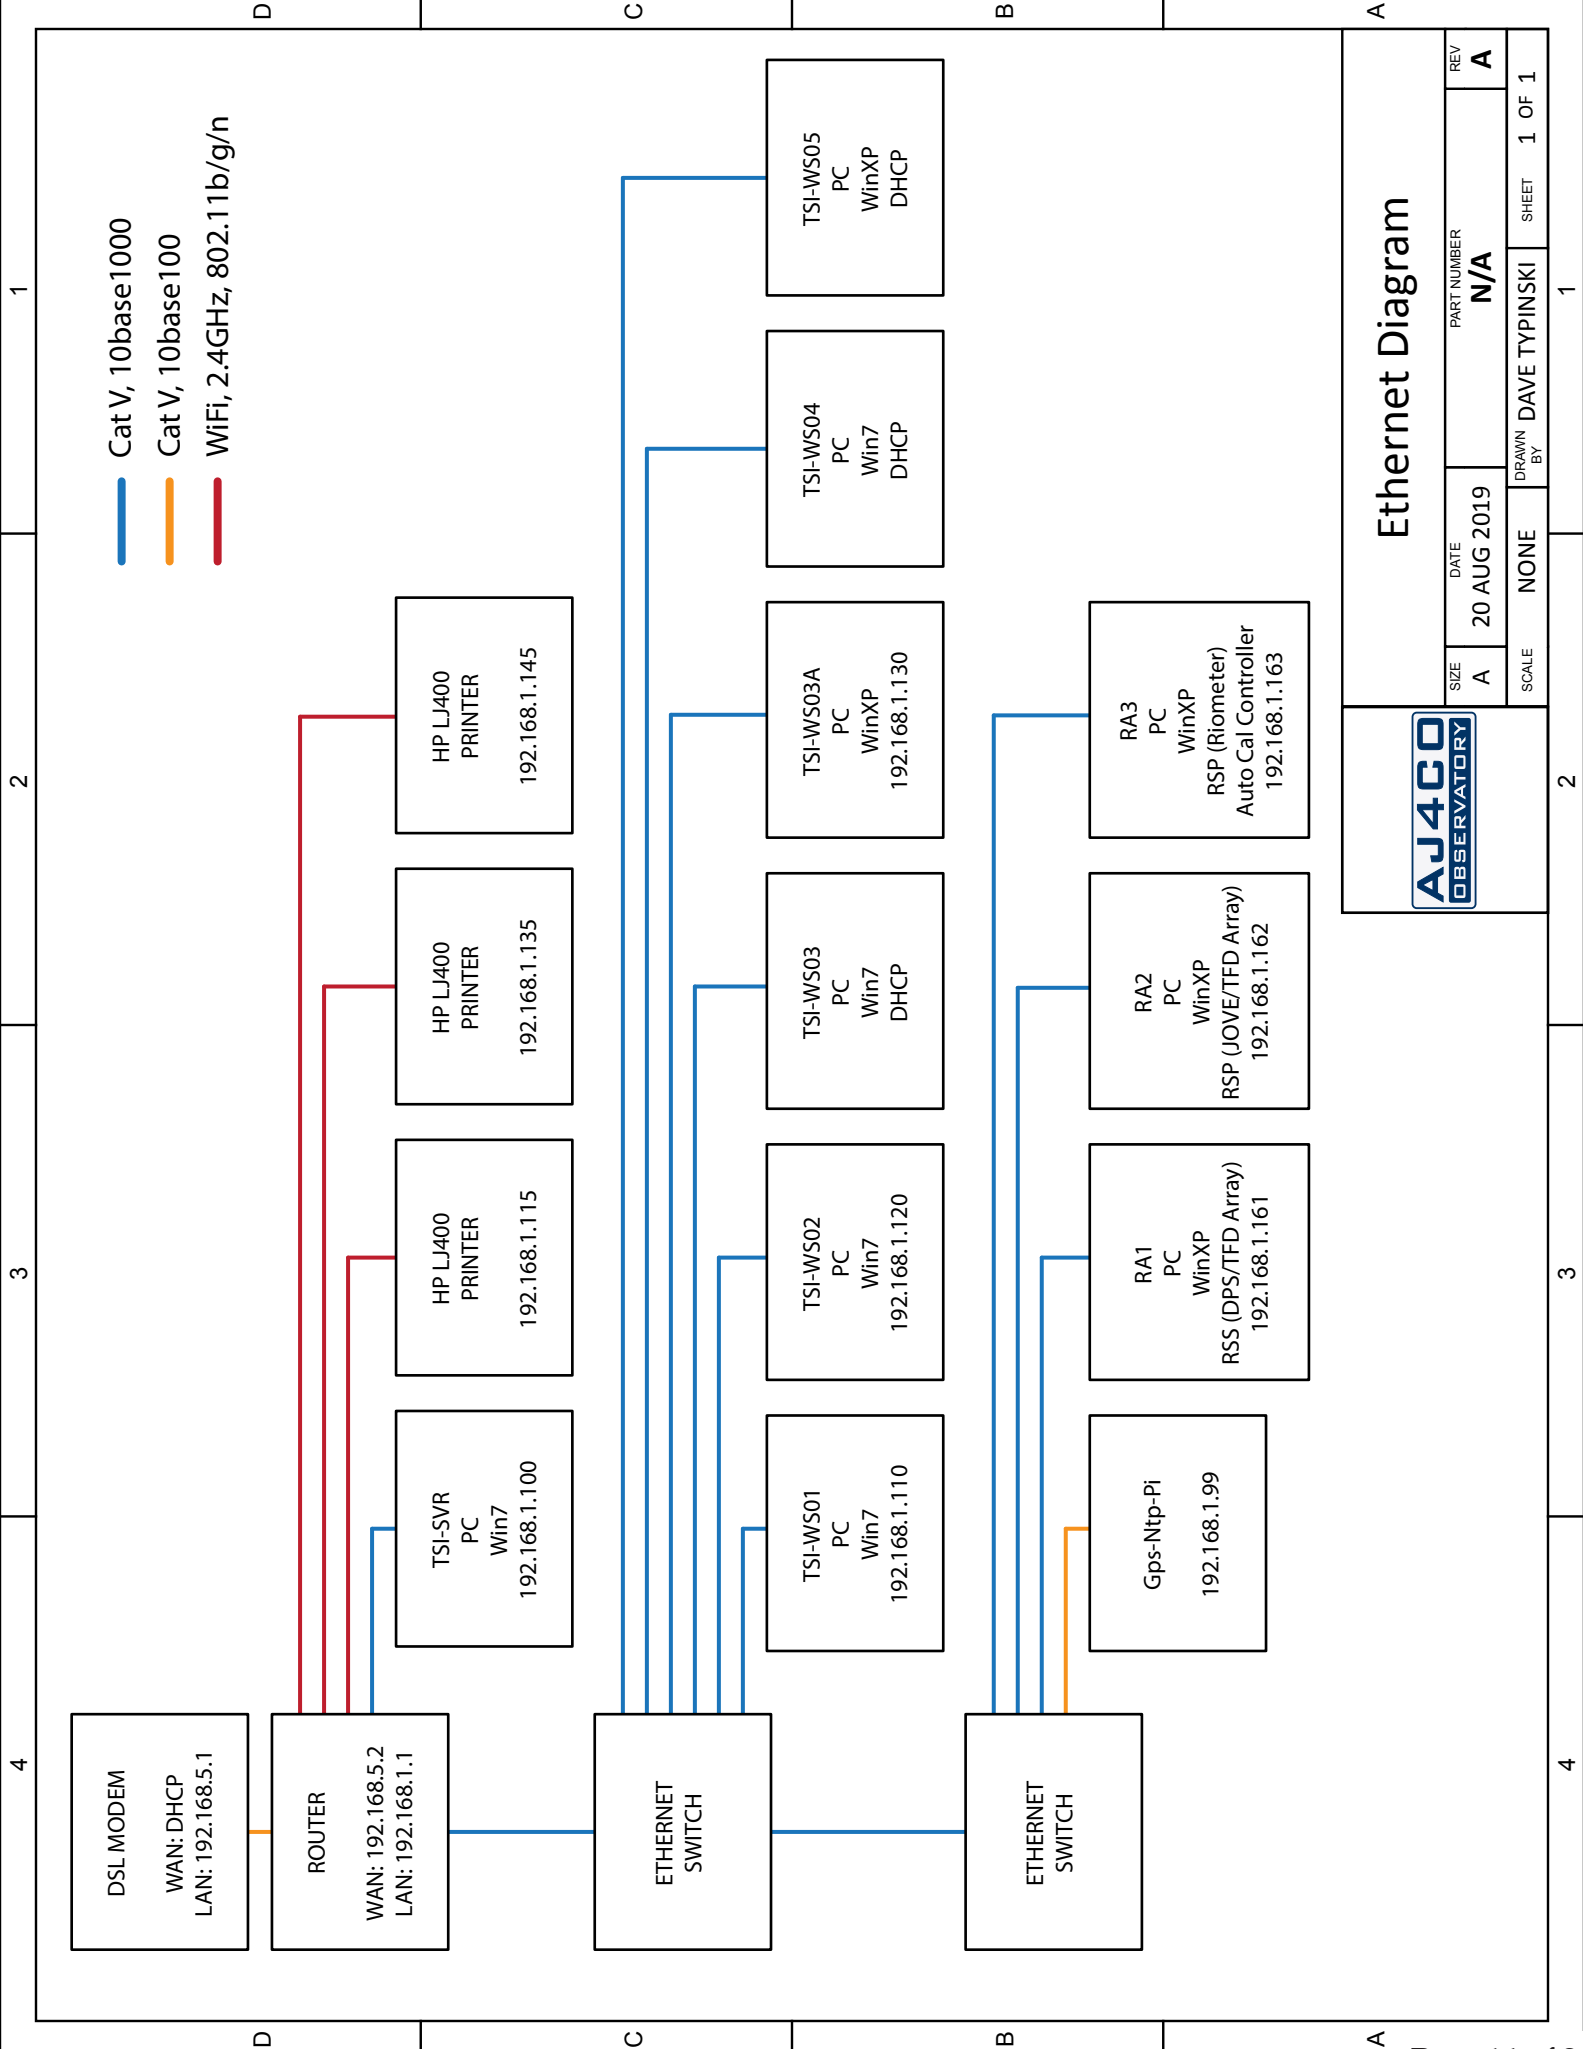 4
3
2
1
D
C
B
A
Cat V, 10base1000
Cat V, 10base100
WiFi, 2.4GHz, 802.11b/g/n
DSL MODEM
WAN: DHCP
LAN: 192.168.5.1
ROUTER
WAN: 192.168.5.2
LAN: 192.168.1.1
TSI-SVR
PC
Win7
192.168.1.100
HP LJ400
PRINTER
192.168.1.115
HP LJ400
PRINTER
192.168.1.135
HP LJ400
PRINTER
192.168.1.145
ETHERNET
SWITCH
TSI-WS01
PC
Win7
192.168.1.110
TSI-WS02
PC
Win7
192.168.1.120
TSI-WS03
PC
Win7
DHCP
TSI-WS03A
PC
WinXP
192.168.1.130
TSI-WS04
PC
Win7
DHCP
TSI-WS05
PC
WinXP
DHCP
ETHERNET
SWITCH
Gps-Ntp-Pi
192.168.1.99
RA1
PC
WinXP
RSS (DPS/TFD Array)
192.168.1.161
RA2
PC
WinXP
RSP (JOVE/TFD Array)
192.168.1.162
RA3
PC
WinXP
RSP (Riometer)
Auto Cal Controller
192.168.1.163
AJ4CO
OBSERVATORY
Ethernet Diagram
SIZE
A
DATE
20 AUG 2019
PART NUMBER
N/A
REV
A
SCALE
NONE
DRAWN
BY
DAVE TYPINSKI
SHEET
1 OF 1
D
C
B
A
4
3
2
1